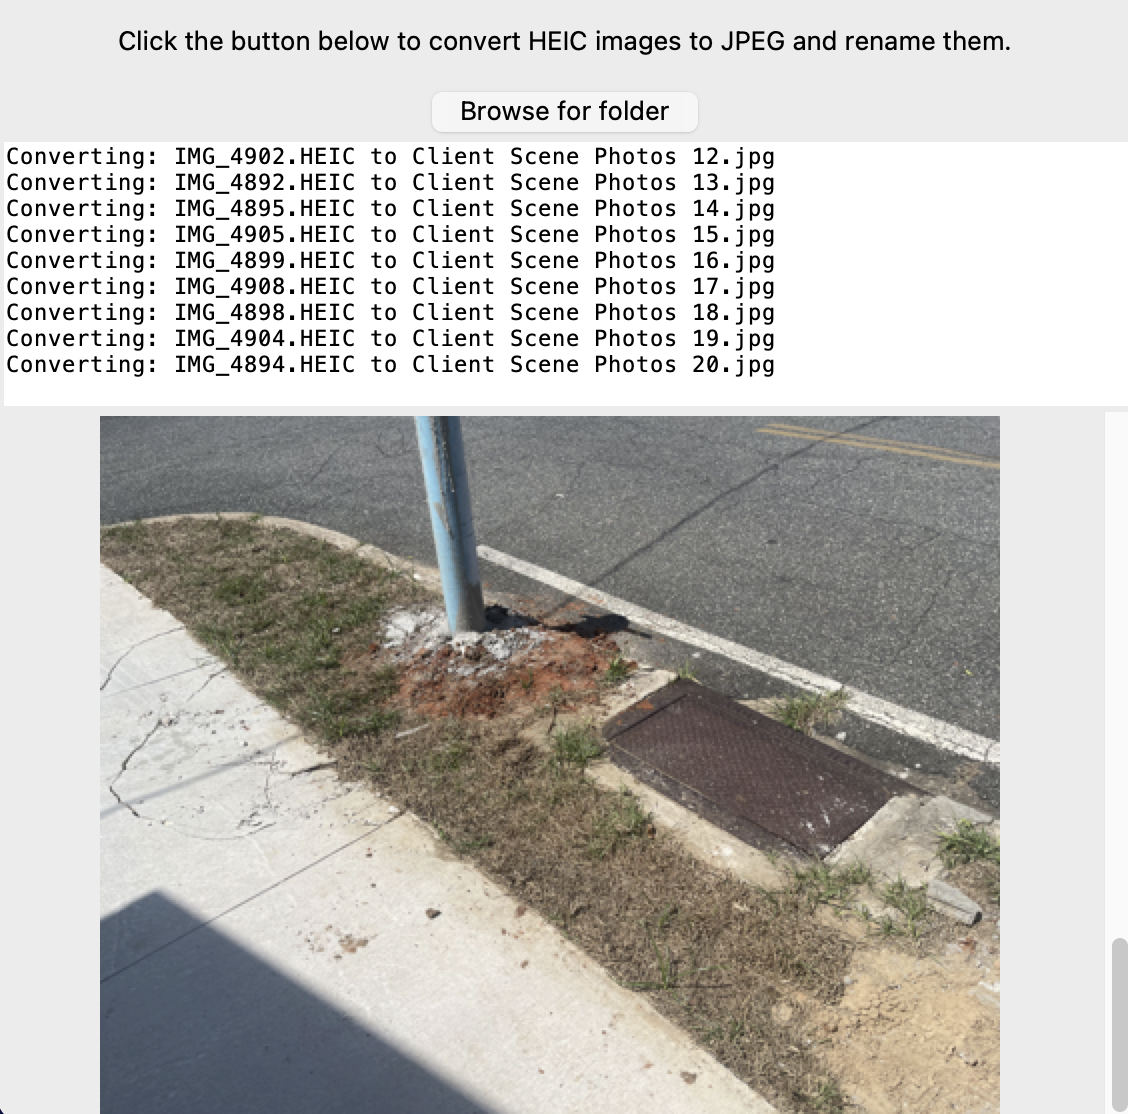 Click the button below to convert HEIC images to JPEG and rename them.
Browse for folder
Converting: IMG_4902.HEIC to Client Scene Photos 12.jpg
Converting: IMG_4892.HEIC to Client Scene Photos 13.jpg
Converting: IMG_4895.HEIC to Client Scene Photos 14.jpg
Converting: IMG_4905.HEIC to Client Scene Photos 15.jpg
Converting: IMG_4899.HEIC to Client Scene Photos 16.jpg
Converting: IMG_4908.HEIC to Client Scene Photos 17.jpg
Converting: IMG_4898.HEIC to Client Scene Photos 18.jpg
Converting: IMG_4904.HEIC to Client Scene Photos 19.jpg
Converting: IMG_4894.HEIC to Client Scene Photos 20.jpg